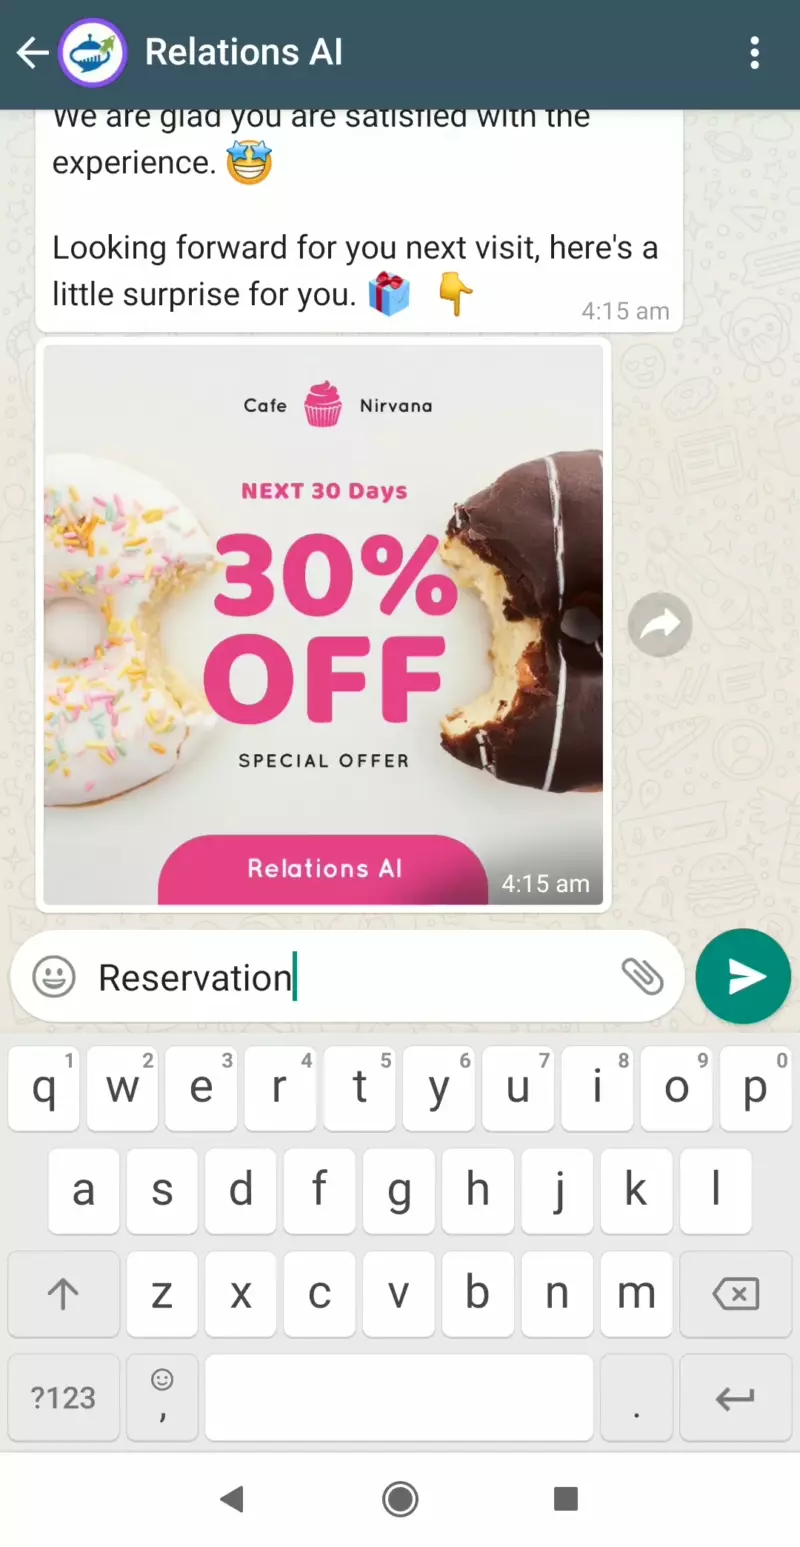 Relations AI
We are glad you are satisfied with the
experience. 🤩
Looking forward for you next visit, here's a
little surprise for you. 🎁 👇
4:15 am
Cafe Nirvana
NEXT 30 Days
30%
OFF
SPECIAL OFFER
Relations AI
4:15 am
Reservation
1 2 3 4 5 6 7 8 9 0
q w e r t y u i o p
a s d f g h j k l
z x c v b n m
?123 , .